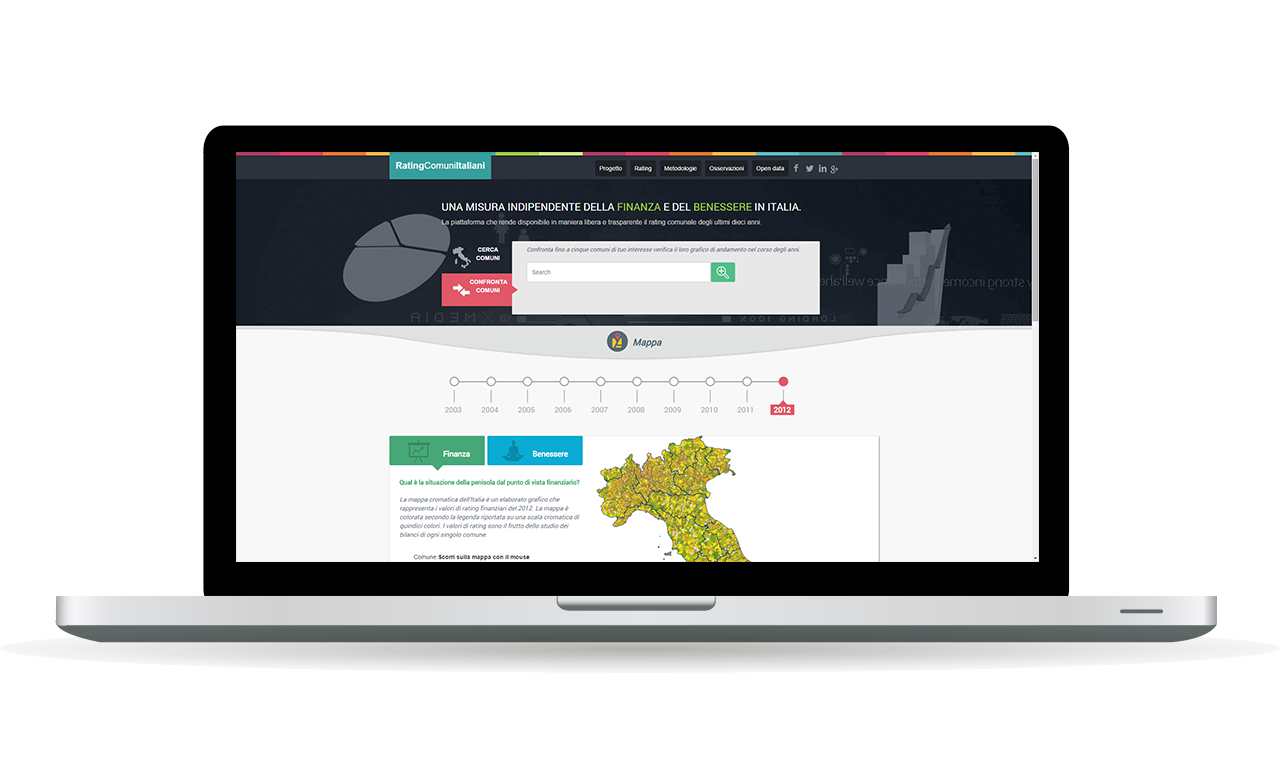 RatingComuniItaliani
Progetto Rating Metodologie Osservazioni Open data
UNA MISURA INDIPENDENTE DELLA FINANZA E DEL BENESSERE IN ITALIA.
La piattaforma che rende disponibile in maniera libera e trasparente il rating comunale degli ultimi dieci anni.
CERCA
COMUNI
CONFRONTA
COMUNI
Confronta fino a cinque comuni di tuo interesse verifica il loro grafico di andamento nel corso degli anni.
Search
MEDIA
LOADING 100%
Mappa
2003 2004 2005 2006 2007 2008 2009 2010 2011 2012
Finanza
Benessere
Qual è la situazione della penisola dal punto di vista finanziario?
La mappa cromatica dell'Italia è un elaborato grafico che
rappresenta i valori di rating finanziari del 2012. La mappa è
colorata secondo la legenda riportata su una scala cromatica di
quindici colori. I valori di rating sono il frutto dello studio dei
bilanci di ogni singolo comune.
Comune:Scorri sulla mappa con il mouse